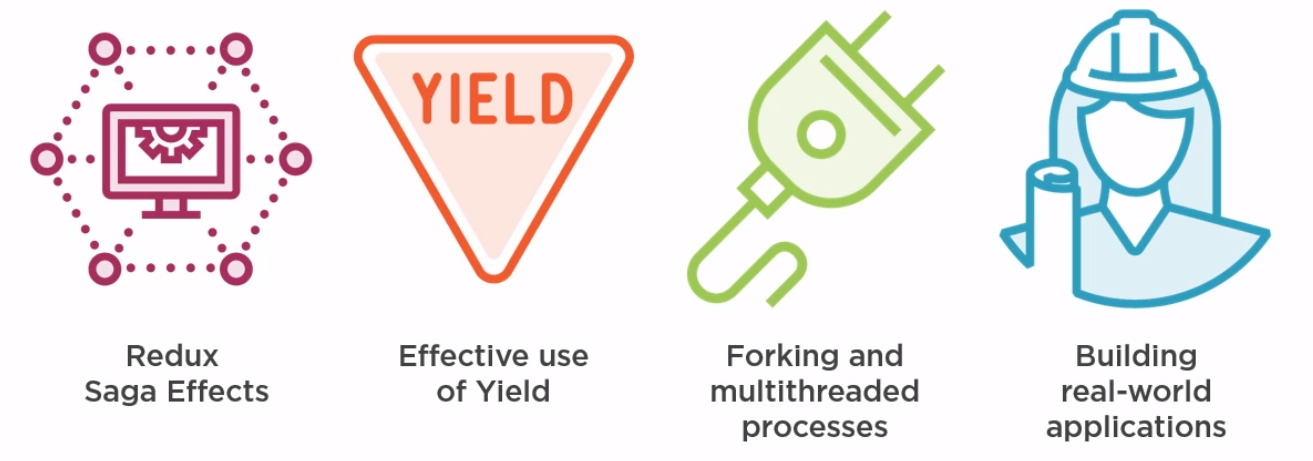 YIELD
Redux
Saga Effects
Effective use
of Yield
Forking and
multithreaded
processes
Building
real-world
applications